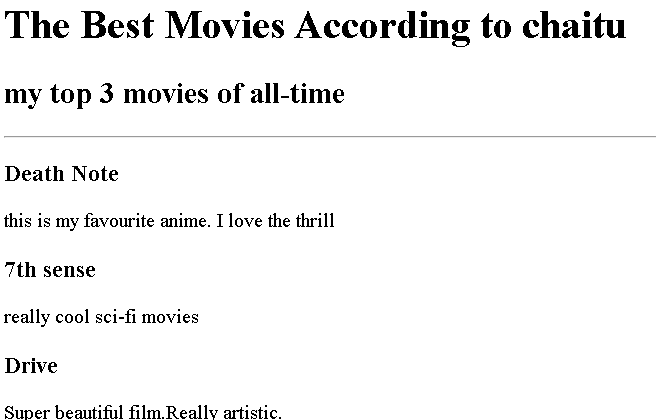 The Best Movies According to chaitu
my top 3 movies of all-time
Death Note
this is my favourite anime. I love the thrill
7th sense
really cool sci-fi movies
Drive
Super beautiful film.Really artistic.